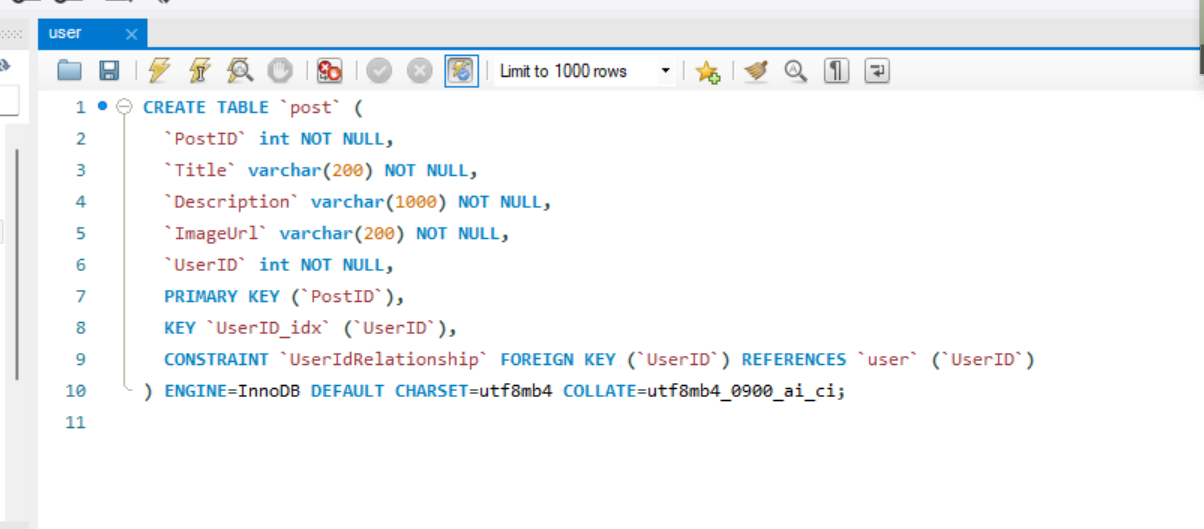 user
Limit to 1000 rows
1 CREATE TABLE `post` (
2 `PostID` int NOT NULL,
3 `Title` varchar(200) NOT NULL,
4 `Description` varchar(1000) NOT NULL,
5 `ImageUrl` varchar(200) NOT NULL,
6 `UserID` int NOT NULL,
7 PRIMARY KEY (`PostID`),
8 KEY `UserID_idx` (`UserID`),
9 CONSTRAINT `UserIdRelationship` FOREIGN KEY (`UserID`) REFERENCES `user` (`UserID`)
10 ) ENGINE=InnoDB DEFAULT CHARSET=utf8mb4 COLLATE=utf8mb4_0900_ai_ci;
11